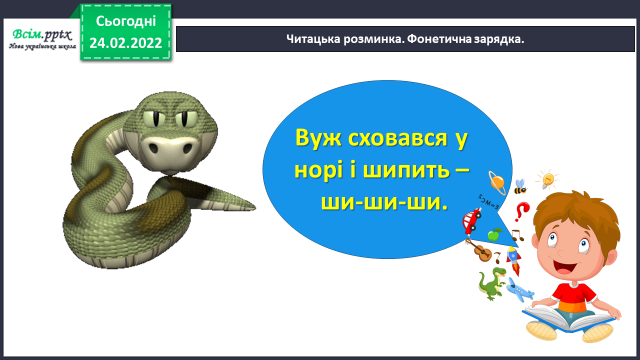 Всім.pptx
Нова українська школа
Сьогодні
24.02.2022
Читацька розминка. Фонетична зарядка.
Вуж сховався у
норі і шипить –
ши-ши-ши.